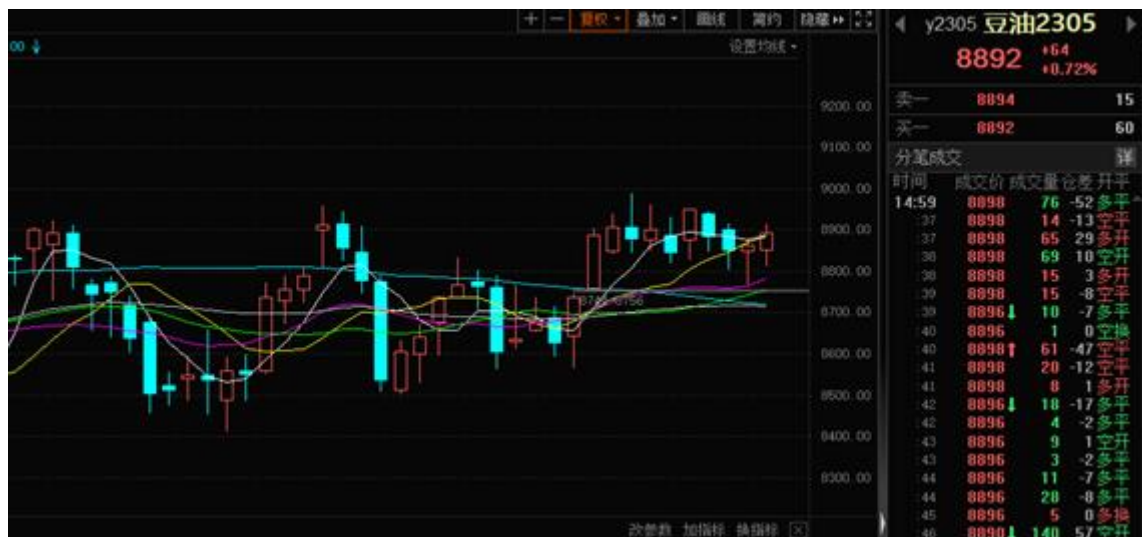 + − 复权 叠加 画线 简约 隐藏
00 ↓
设置均线
9200.00
9100.00
9000.00
8900.00
8800.00
8700.00
8600.00
8500.00
8400.00
8300.00
改参数 加指标 换指标
y2305 豆油2305
8892 +64
+0.72%
卖一 8894 15
买一 8892 60
分笔成交 详
时间 成交价 成交量 仓差 开平
14:59 8898 76 -52 多平
:37 8898 14 -13 空平
:37 8898 65 29 多开
:38 8898 69 10 空开
:38 8898 15 3 多开
:39 8898 15 -8 空平
:39 8896↓ 10 -7 多平
:40 8896 1 0 空换
:40 8898↑ 61 -47 空平
:41 8898 20 -12 空平
:41 8898 8 1 多开
:42 8896↓ 18 -17 多平
:42 8896 4 -2 多平
:43 8896 9 1 空开
:43 8896 3 -2 多平
:44 8896 11 -7 多平
:44 8896 28 -8 多平
:45 8896 5 0 多换
:46 8890↓ 140 57 空开